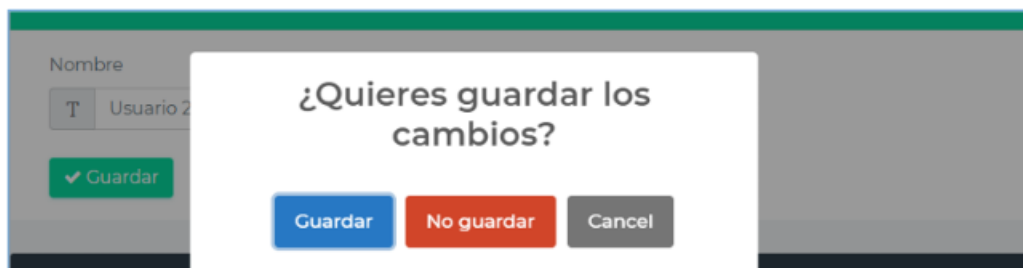 Nombre
T Usuario 2
Guardar
¿Quieres guardar los
cambios?
Guardar No guardar Cancel